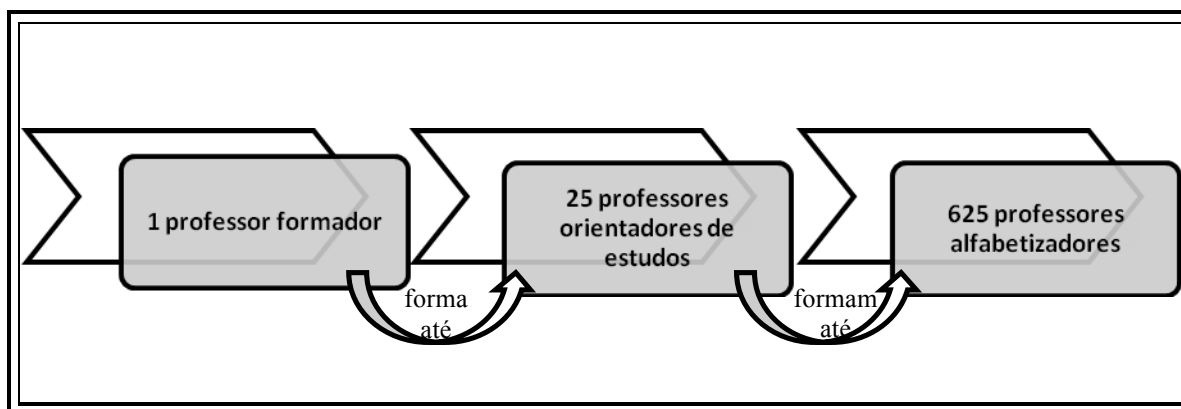 1 professor formador
forma
até
25 professores
orientadores de
estudos
formam
até
625 professores
alfabetizadores